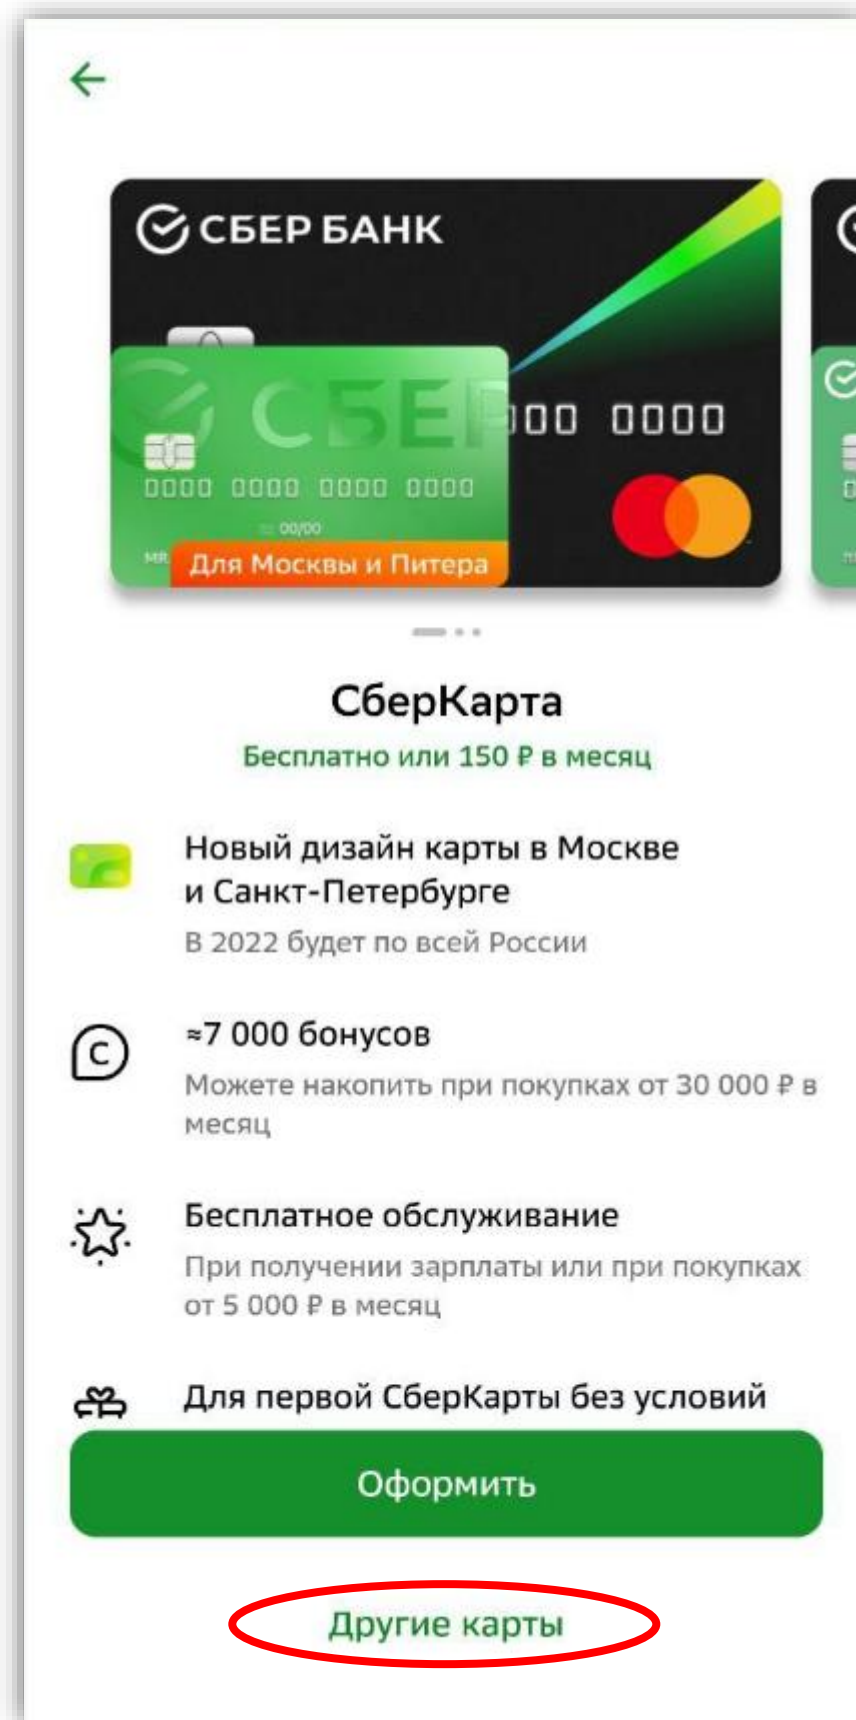 СБЕР БАНК
СБЕР
000 0000
0000 0000 0000 0000
00/00
MR
Для Москвы и Питера
СберКарта
Бесплатно или 150 ₽ в месяц
Новый дизайн карты в Москве
и Санкт-Петербурге
В 2022 будет по всей России
≈7 000 бонусов
Можете накопить при покупках от 30 000 ₽ в
месяц
Бесплатное обслуживание
При получении зарплаты или при покупках
от 5 000 ₽ в месяц
Для первой СберКарты без условий
Оформить
Другие карты